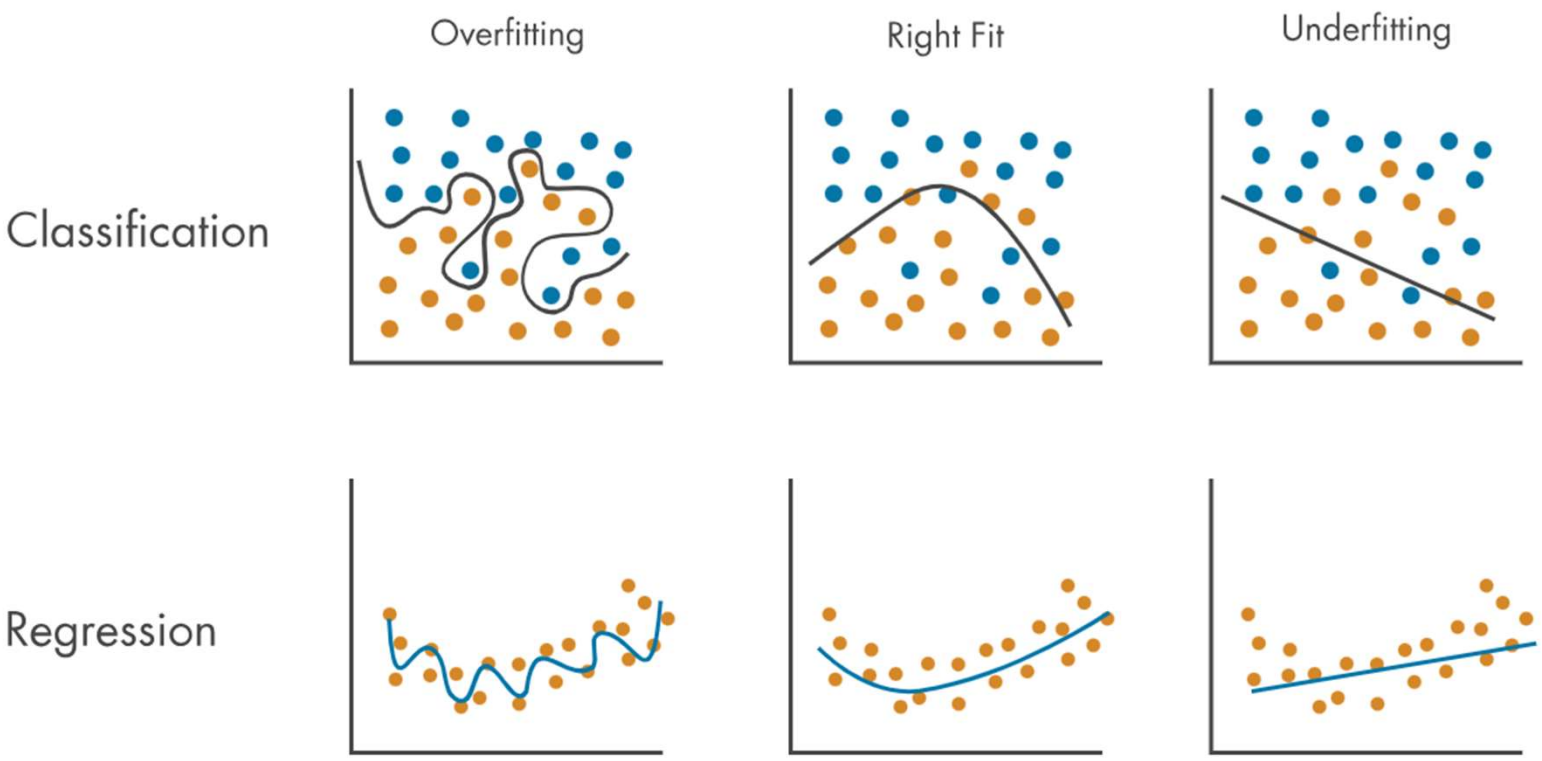 Overfitting
Right Fit
Underfitting
Classification
Regression